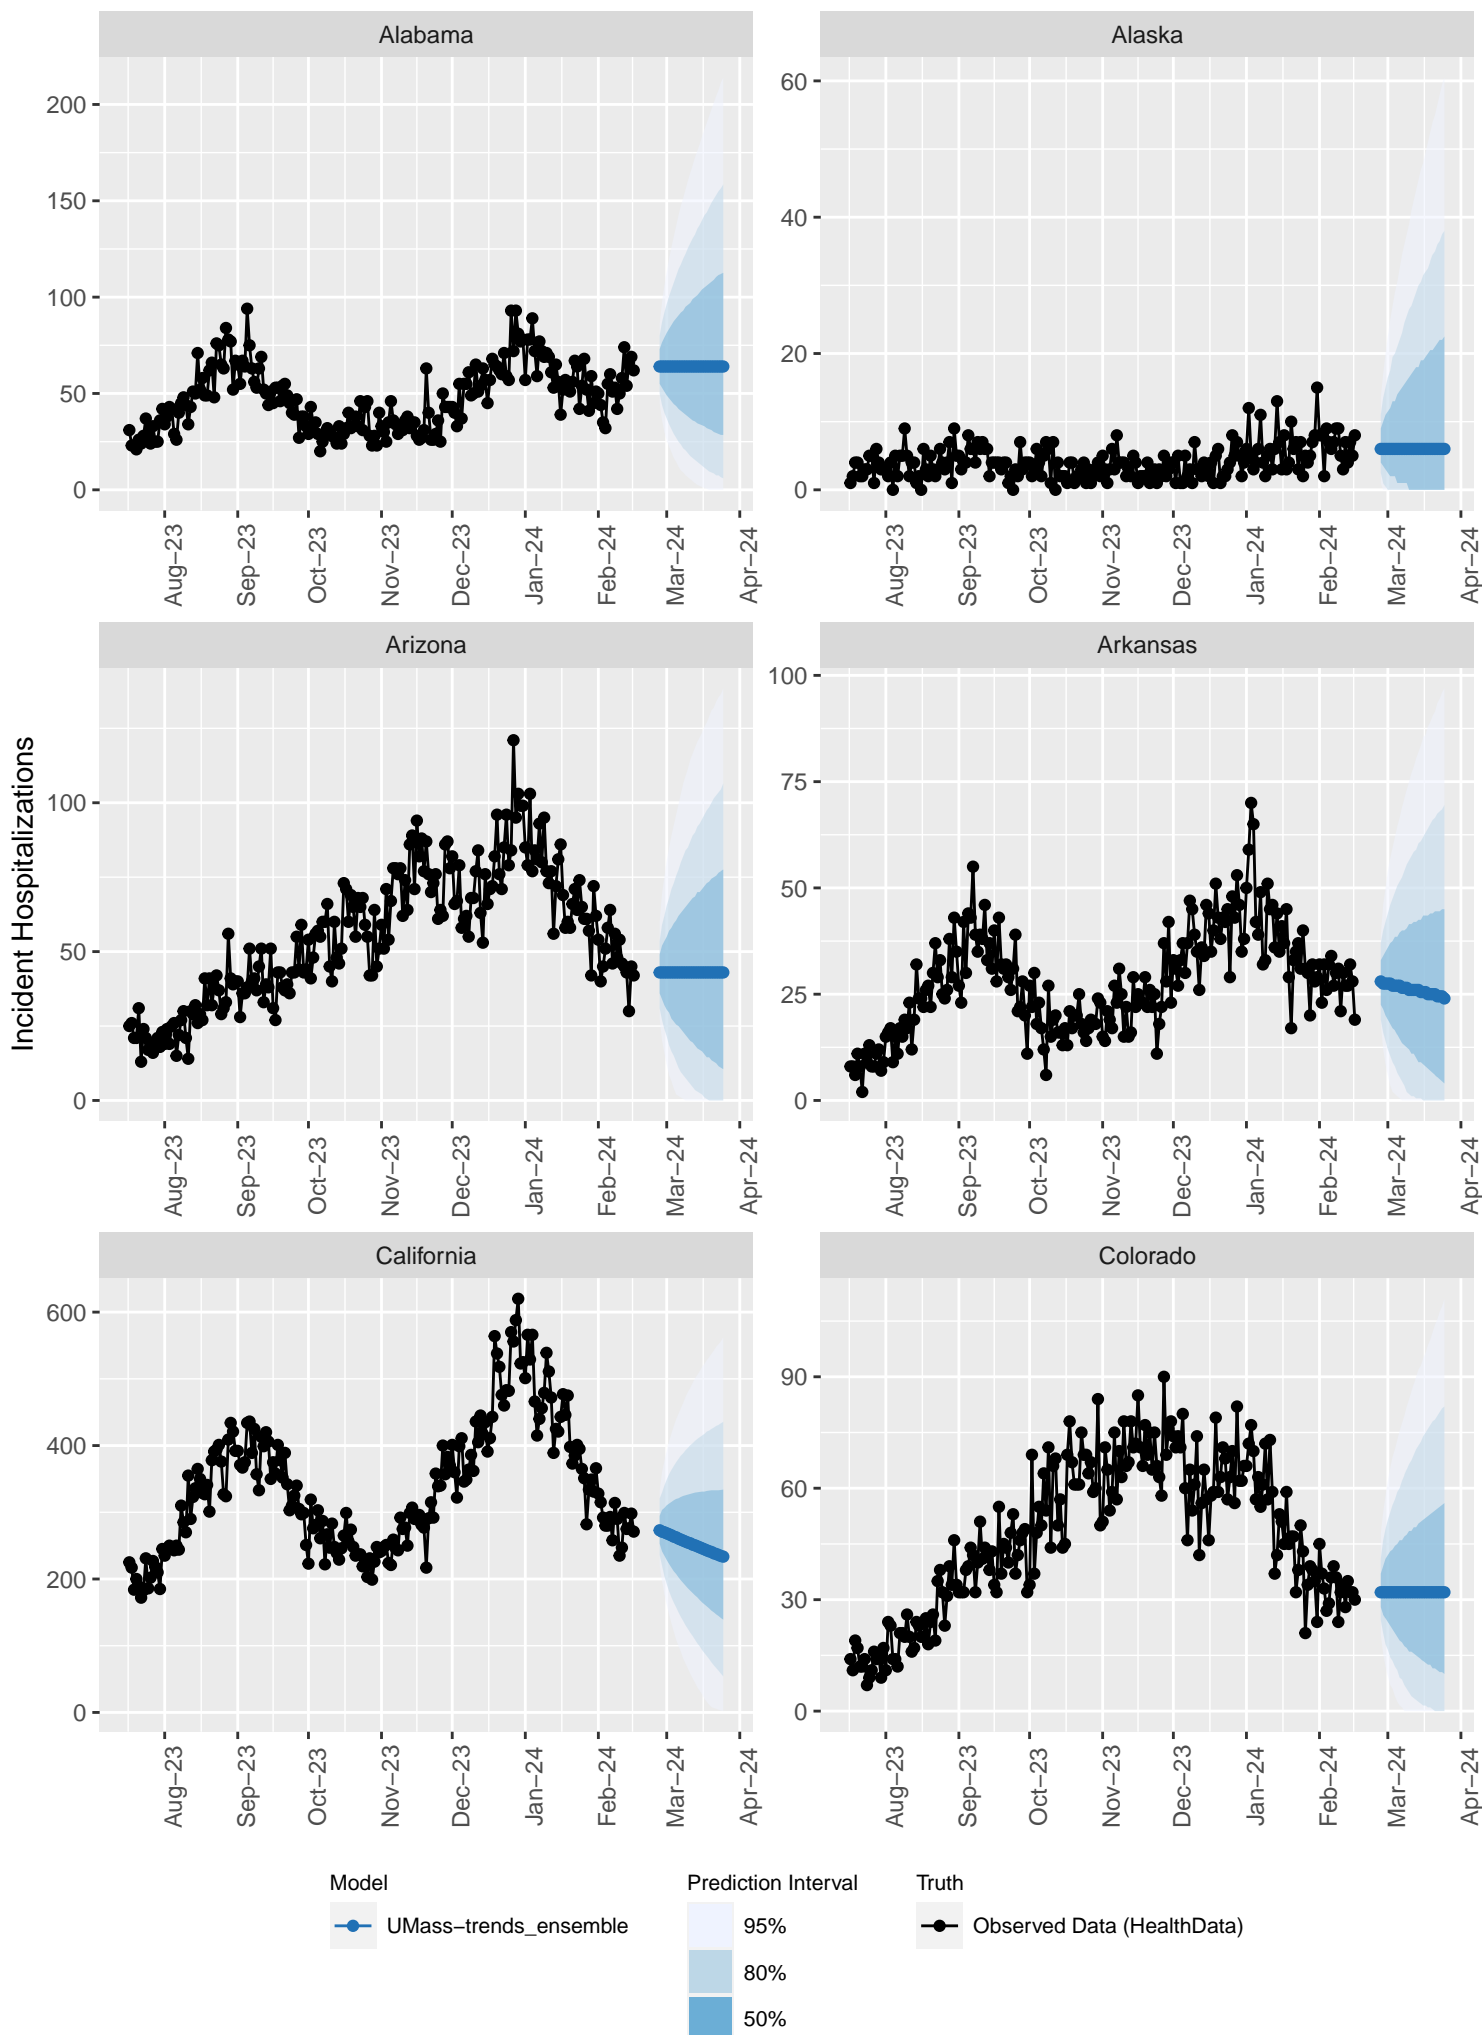 Alabama
Alaska
200
150
100
50
0
60
40
20
0
Aug−23
Sep−23
Oct−23
Nov−23
Dec−23
Jan−24
Feb−24
Mar−24
Apr−24
Aug−23
Sep−23
Oct−23
Nov−23
Dec−23
Jan−24
Feb−24
Mar−24
Apr−24
Incident Hospitalizations
Arizona
Arkansas
100
50
0
100
75
50
25
0
Aug−23
Sep−23
Oct−23
Nov−23
Dec−23
Jan−24
Feb−24
Mar−24
Apr−24
Aug−23
Sep−23
Oct−23
Nov−23
Dec−23
Jan−24
Feb−24
Mar−24
Apr−24
California
Colorado
600
400
200
0
90
60
30
0
Aug−23
Sep−23
Oct−23
Nov−23
Dec−23
Jan−24
Feb−24
Mar−24
Apr−24
Aug−23
Sep−23
Oct−23
Nov−23
Dec−23
Jan−24
Feb−24
Mar−24
Apr−24
Model
UMass−trends_ensemble
Prediction Interval
95%
80%
50%
Truth
Observed Data (HealthData)